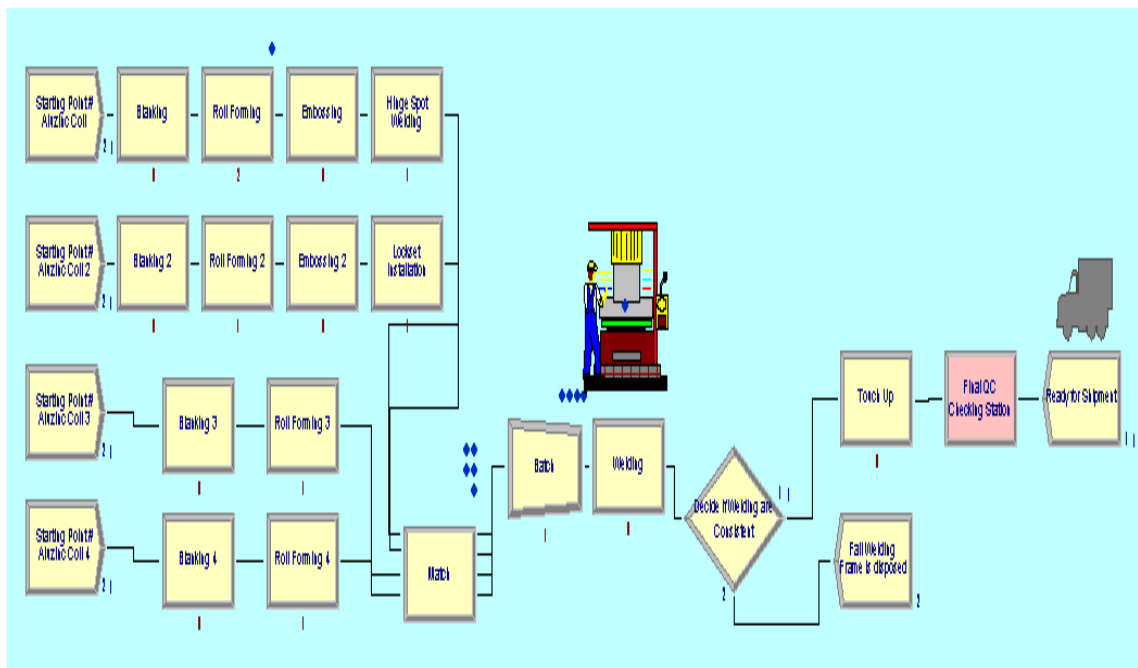 Starting Point#
Aluzinc Coil
Blanking
Roll Forming
Embossing
Hinge Spot
Welding
2
Starting Point#
Aluzinc Coil 2
Blanking 2
Roll Forming 2
Embossing 2
Lockset
Installation
Starting Point#
Aluzinc Coil 3
Blanking 3
Roll Forming 3
Starting Point#
Aluzinc Coil 4
Blanking 4
Roll Forming 4
Match
Batch
Welding
Decide If Welding are
Consistent
2
Touch Up
Final QC
Checking Station
Ready for Shipment
Fail Welding
Frame is disposed
2